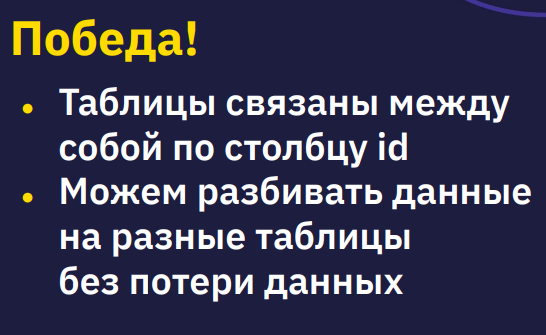 Победа!
• Таблицы связаны между
собой по столбцу id
• Можем разбивать данные
на разные таблицы
без потери данных